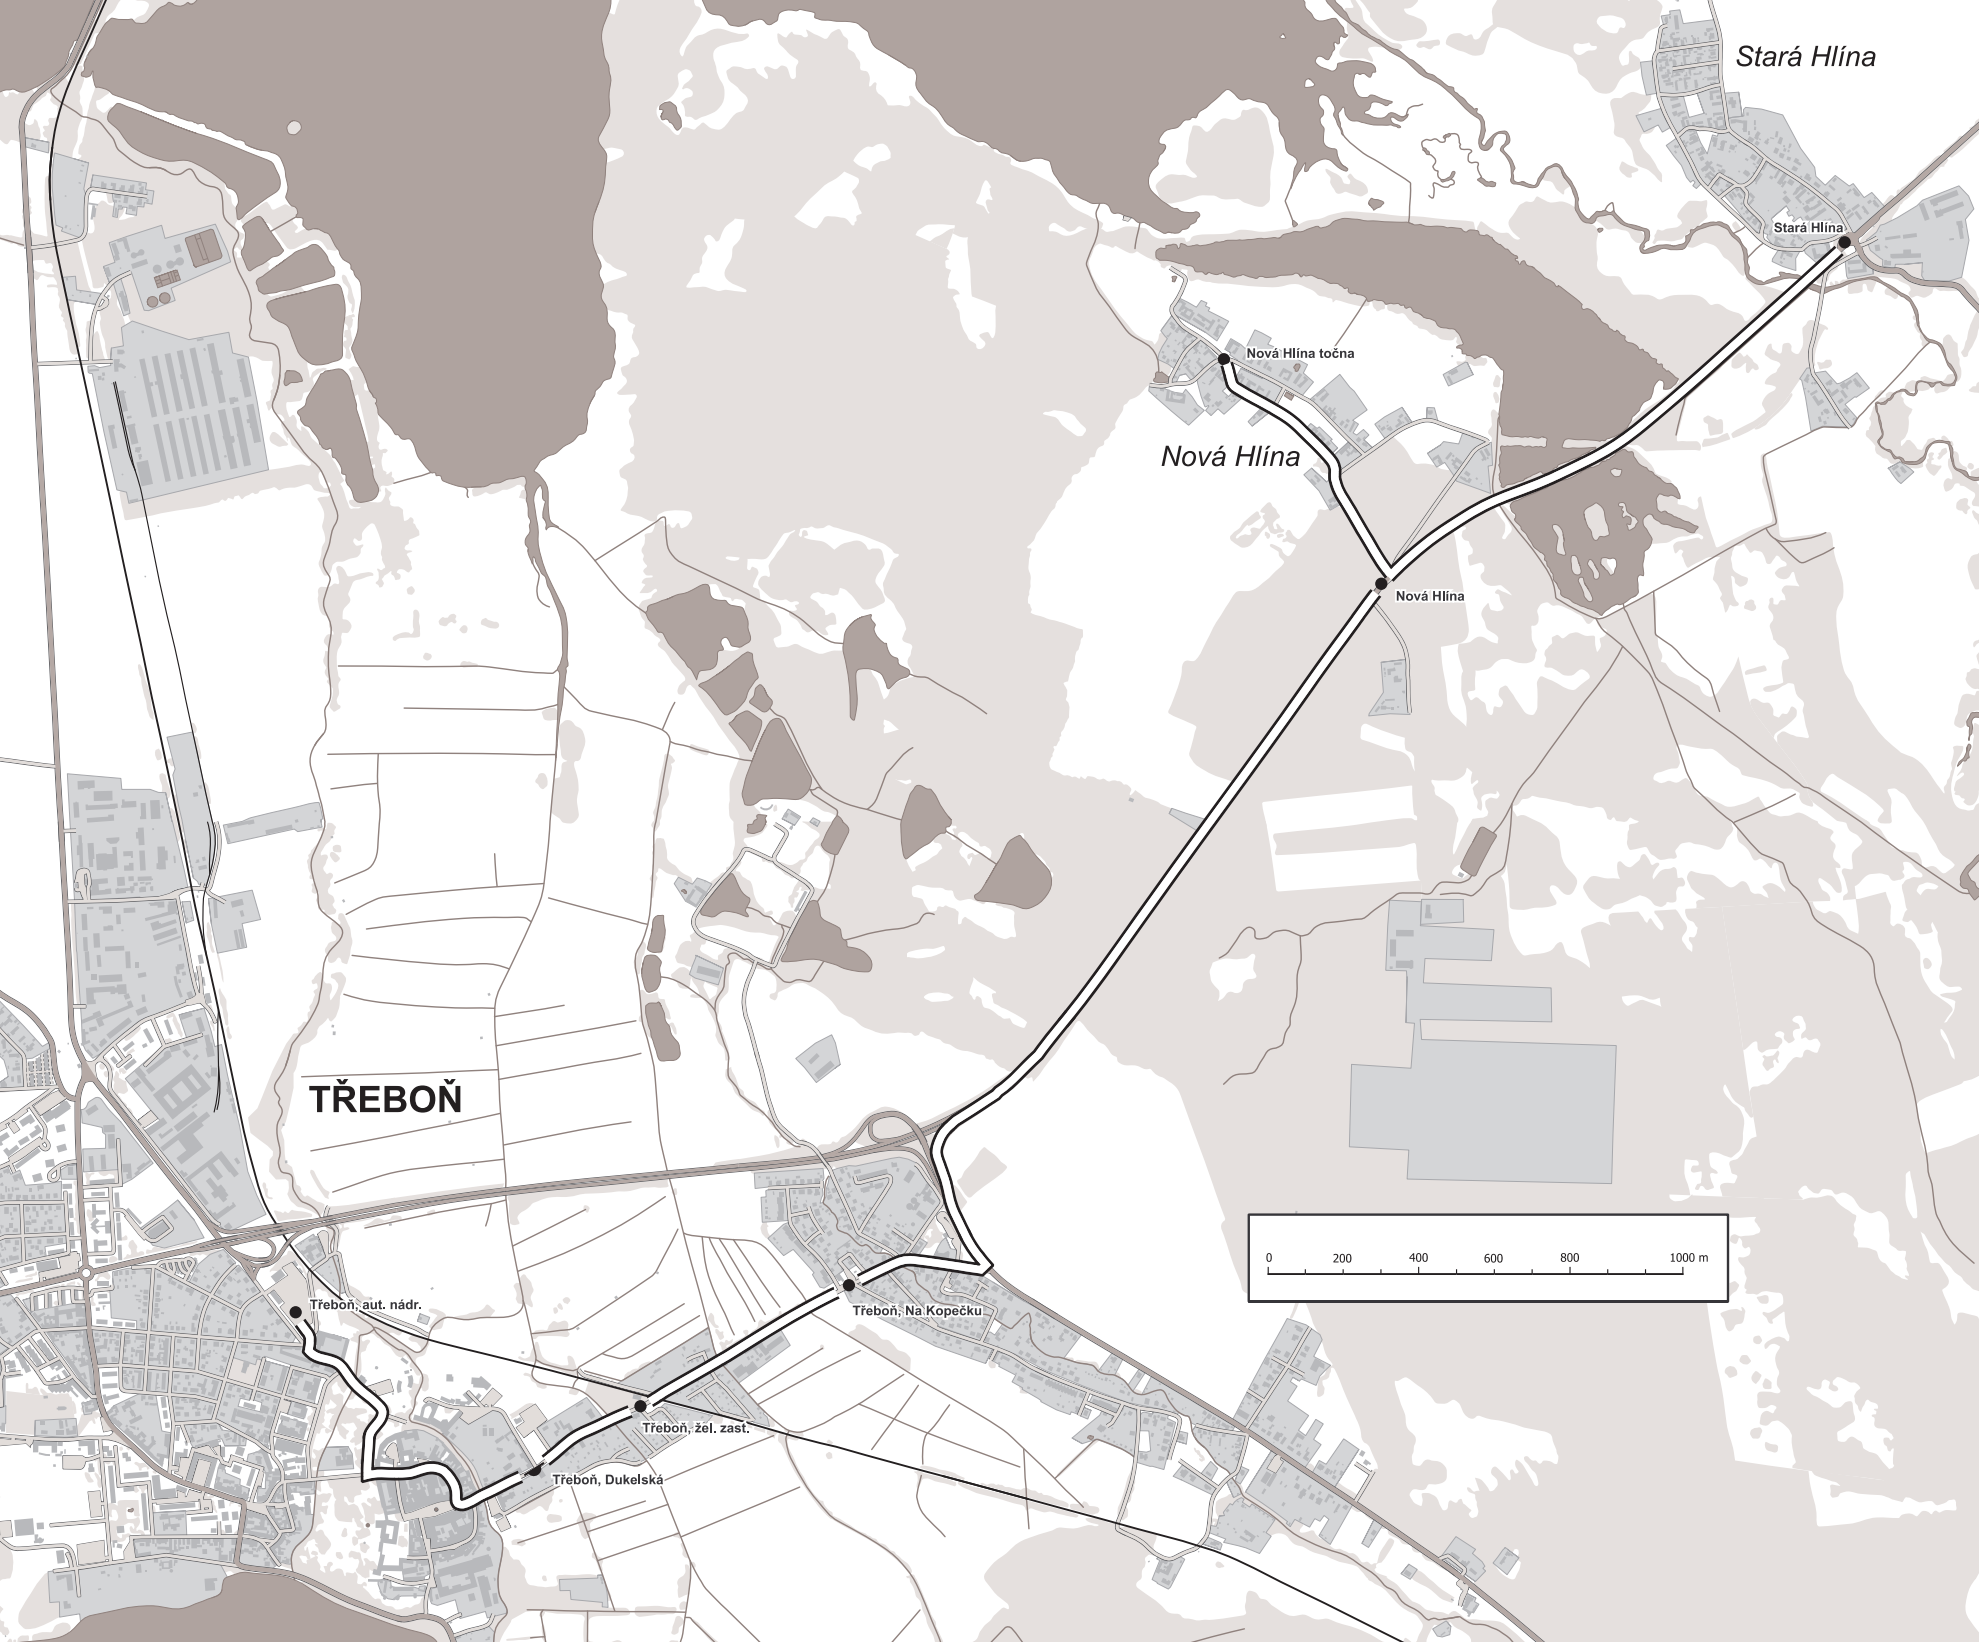 Stará Hlína
Stará Hlína
Nová Hlína točna
Nová Hlína
Nová Hlína
TŘEBOŇ
0 200 400 600 800 1000 m
Třeboň, aut. nádr.
Třeboň, Na Kopečku
Třeboň, žel. zast.
Třeboň, Dukelská